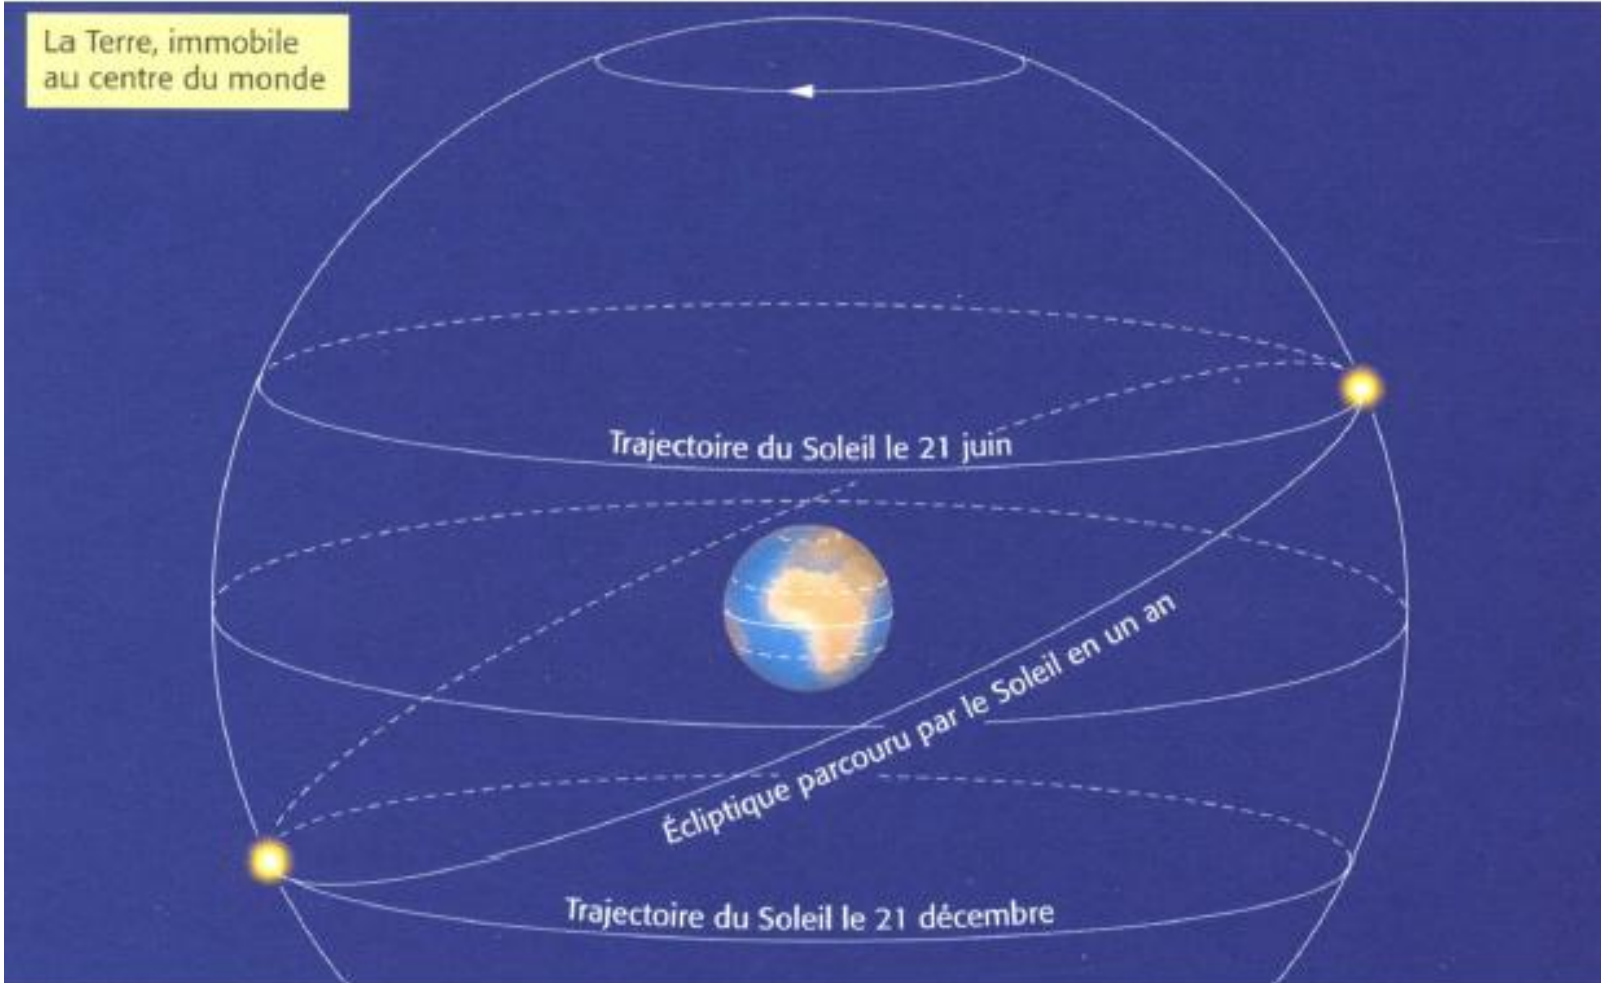 La Terre, immobile
au centre du monde
Trajectoire du Soleil le 21 juin
Écliptique parcouru par le Soleil en un an
Trajectoire du Soleil le 21 décembre